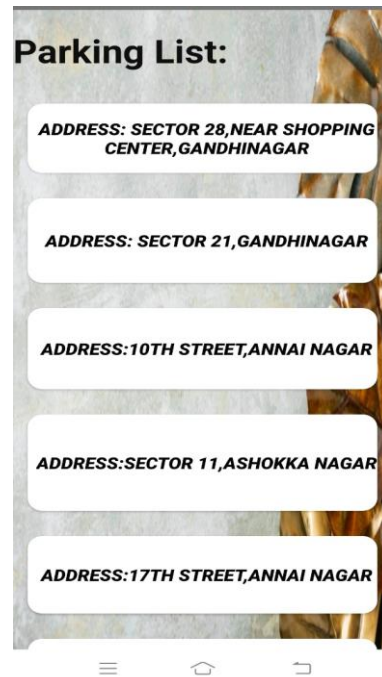 Parking List:
ADDRESS: SECTOR 28,NEAR SHOPPING
CENTER,GANDHINAGAR
ADDRESS: SECTOR 21,GANDHINAGAR
ADDRESS:10TH STREET,ANNAI NAGAR
ADDRESS:SECTOR 11,ASHOKKA NAGAR
ADDRESS:17TH STREET,ANNAI NAGAR